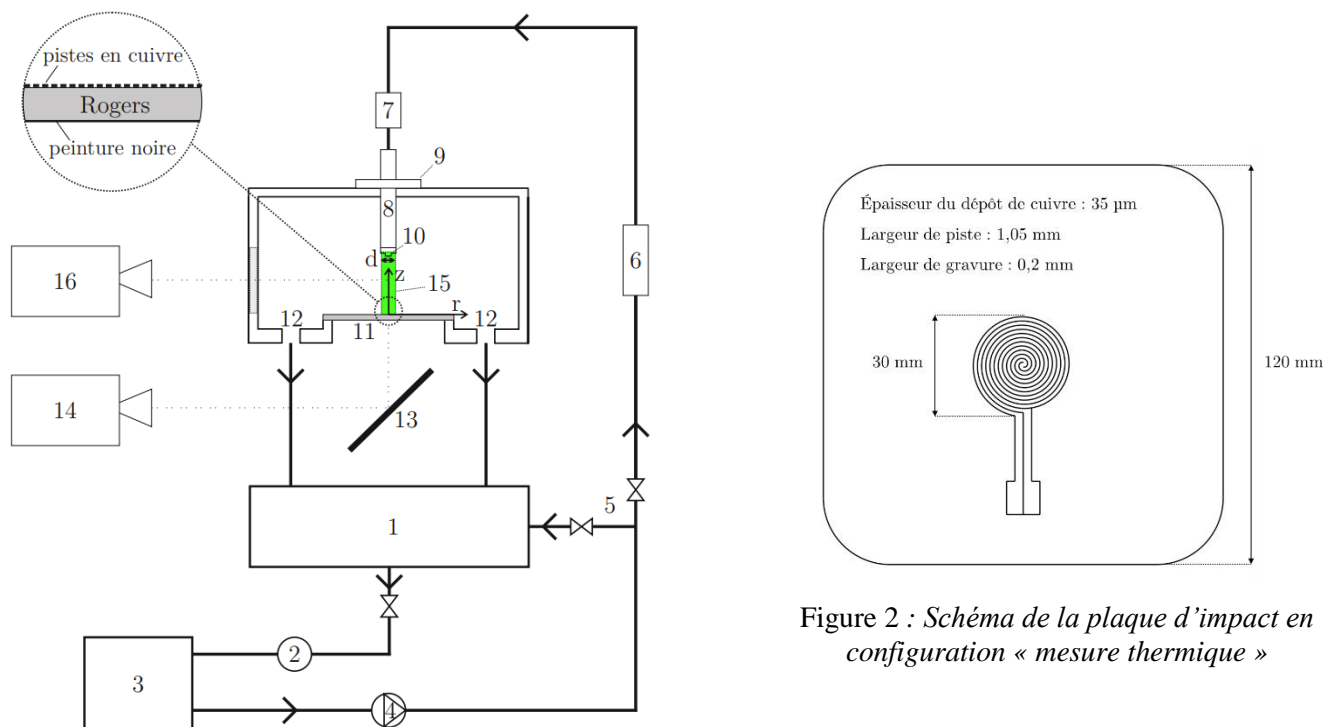 pistes en cuivre
Rogers
peinture noire
7
9
8
10
d
z
15
16
6
12
r
12
11
14
13
5
1
2
3
4
Épaisseur du dépôt de cuivre : 35 µm
Largeur de piste : 1,05 mm
Largeur de gravure : 0,2 mm
30 mm
120 mm
Figure 2 : Schéma de la plaque d'impact en
configuration « mesure thermique »